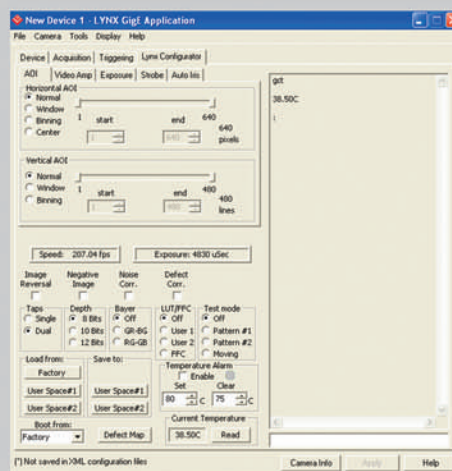 New Device 1 - LYNX GigE Application
File Camera Tools Display Help
Device Acquisition Triggering Lynx Configurator
AOI Video Amp Exposure Strobe Auto Iris
Horizontal AOI
Normal
Window
Binning
Center
1 start end 640
1 640 640 pixels
Vertical AOI
Normal
Window
Binning
1 start end 480
1 480 480 lines
Speed: 207.04 fps Exposure: 4830 uSec
Image Reversal Negative Image Noise Corr. Defect Corr.
Taps Depth Bayer LUT/FFC Test mode
Single 8 Bits Off Off Off
Dual 10 Bits GR-BG User 1 Pattern #1
12 Bits RG-GB User 2 Pattern #2
FFC Moving
Load from: Save to: Temperature Alarm
Factory Enable
User Space#1 User Space#1 Set Clear
User Space#2 User Space#2 80 C 75 C
Boot from: Current Temperature
Factory Defect Map 38.50C Read
gct
38.50C
:
(*) Not saved in XML configuration files Camera Info Apply Help